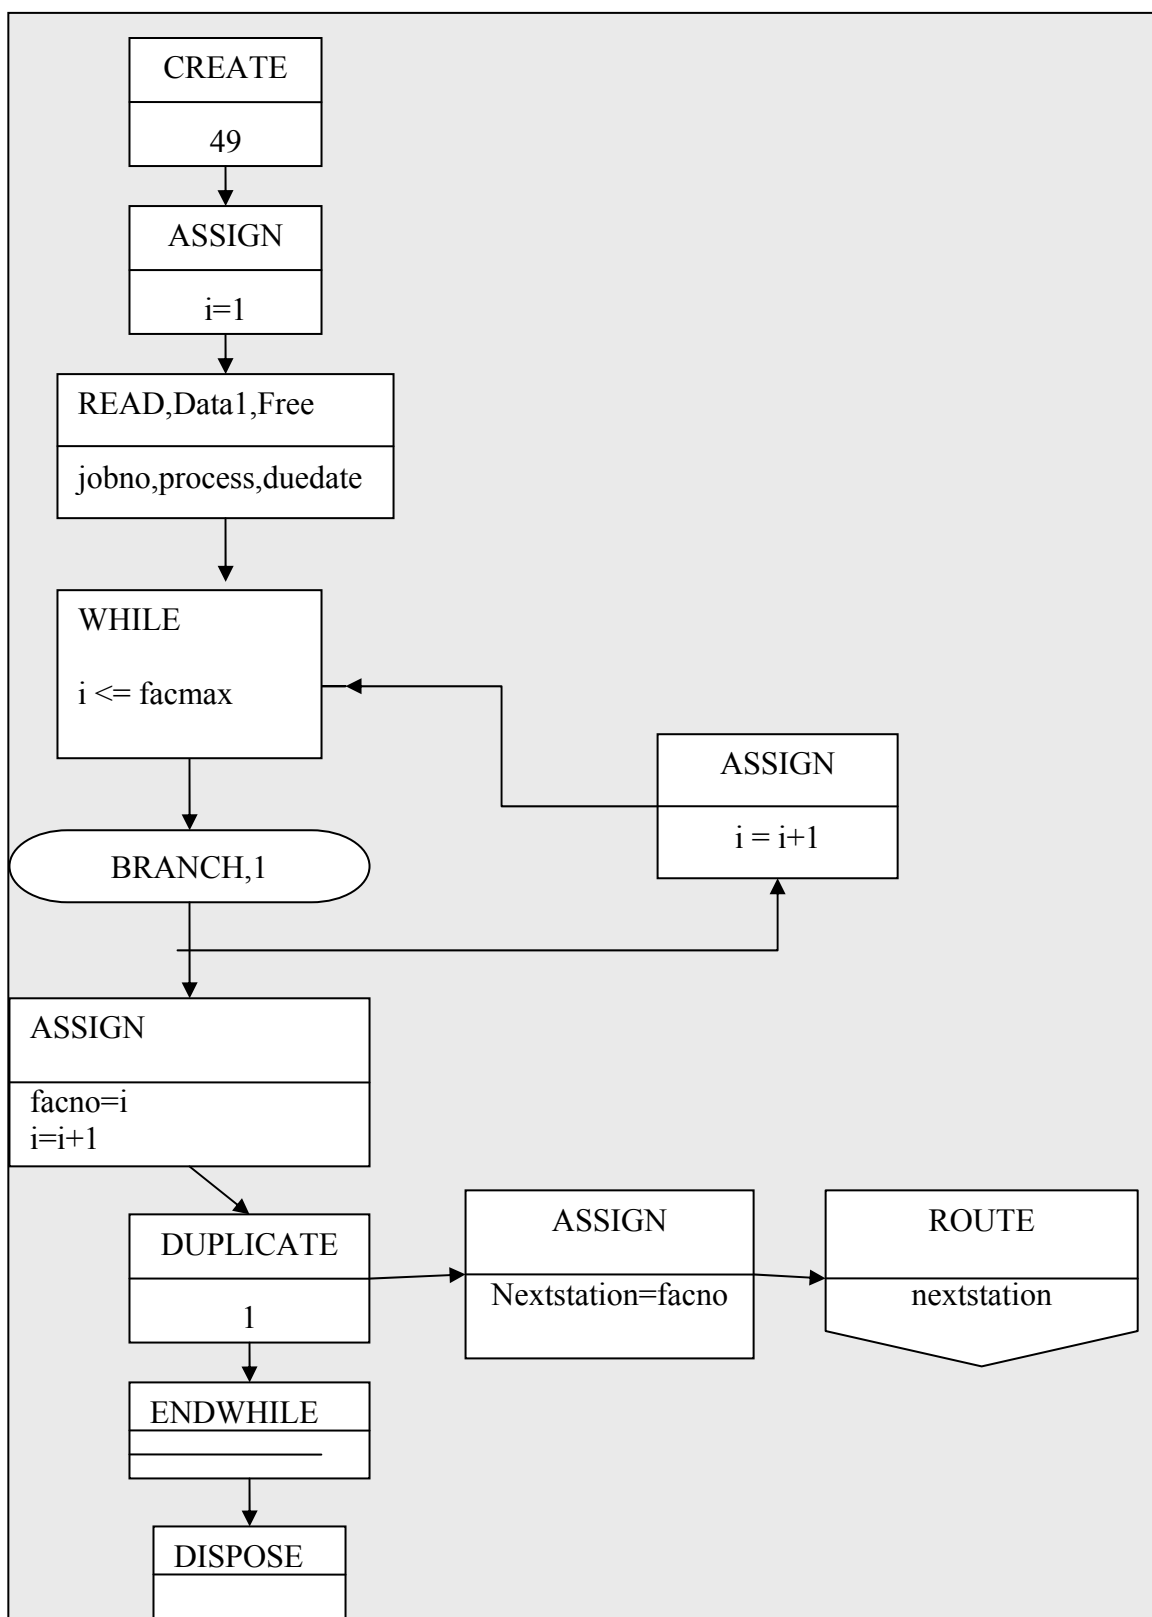 CREATE
49
ASSIGN
i=1
READ,Data1,Free
jobno,process,duedate
WHILE
i <= facmax
ASSIGN
i = i+1
BRANCH,1
ASSIGN
facno=i
i=i+1
DUPLICATE
1
ASSIGN
Nextstation=facno
ROUTE
nextstation
ENDWHILE
DISPOSE